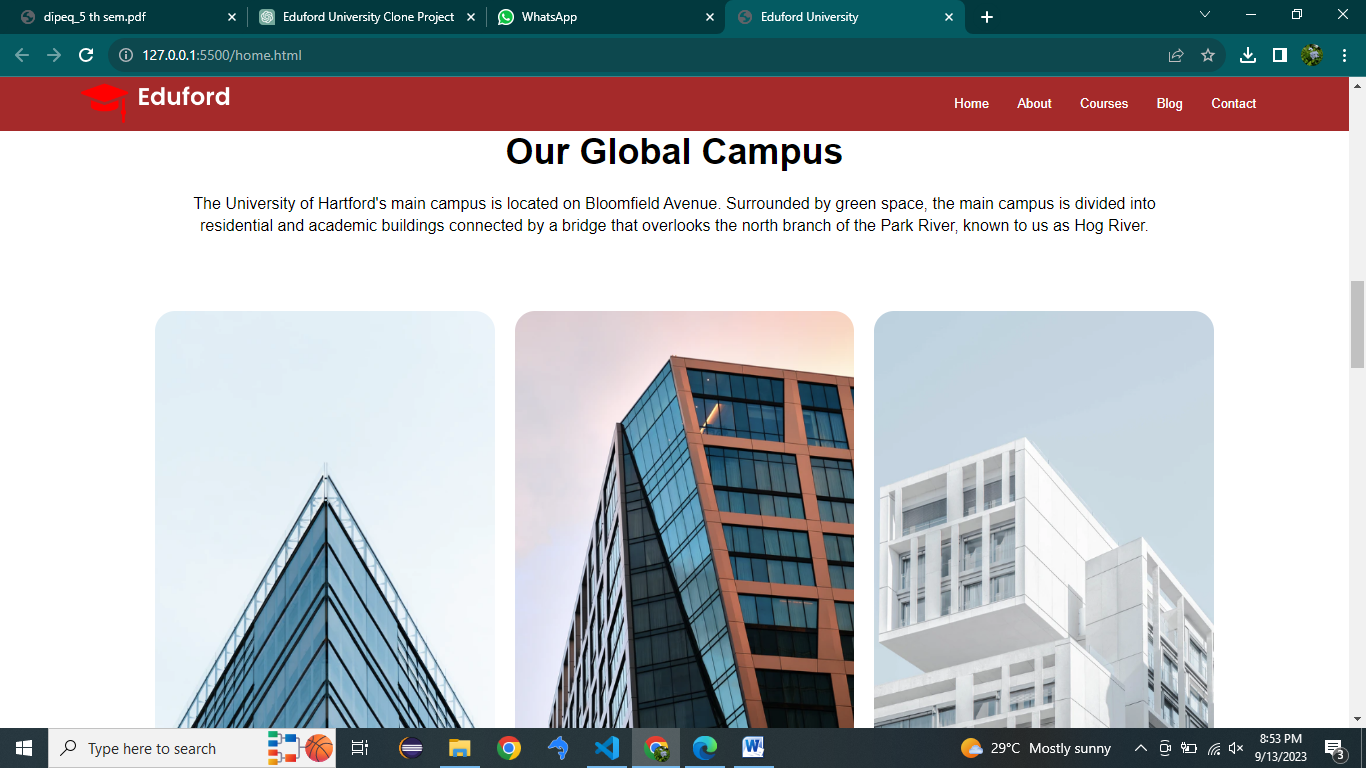 dipeq_5 th sem.pdf
Eduford University Clone Project
WhatsApp
Eduford University
127.0.0.1:5500/home.html
Eduford
Home
About
Courses
Blog
Contact
Our Global Campus
The University of Hartford's main campus is located on Bloomfield Avenue. Surrounded by green space, the main campus is divided into
residential and academic buildings connected by a bridge that overlooks the north branch of the Park River, known to us as Hog River.
Type here to search
29°C Mostly sunny
8:53 PM
9/13/2023
3